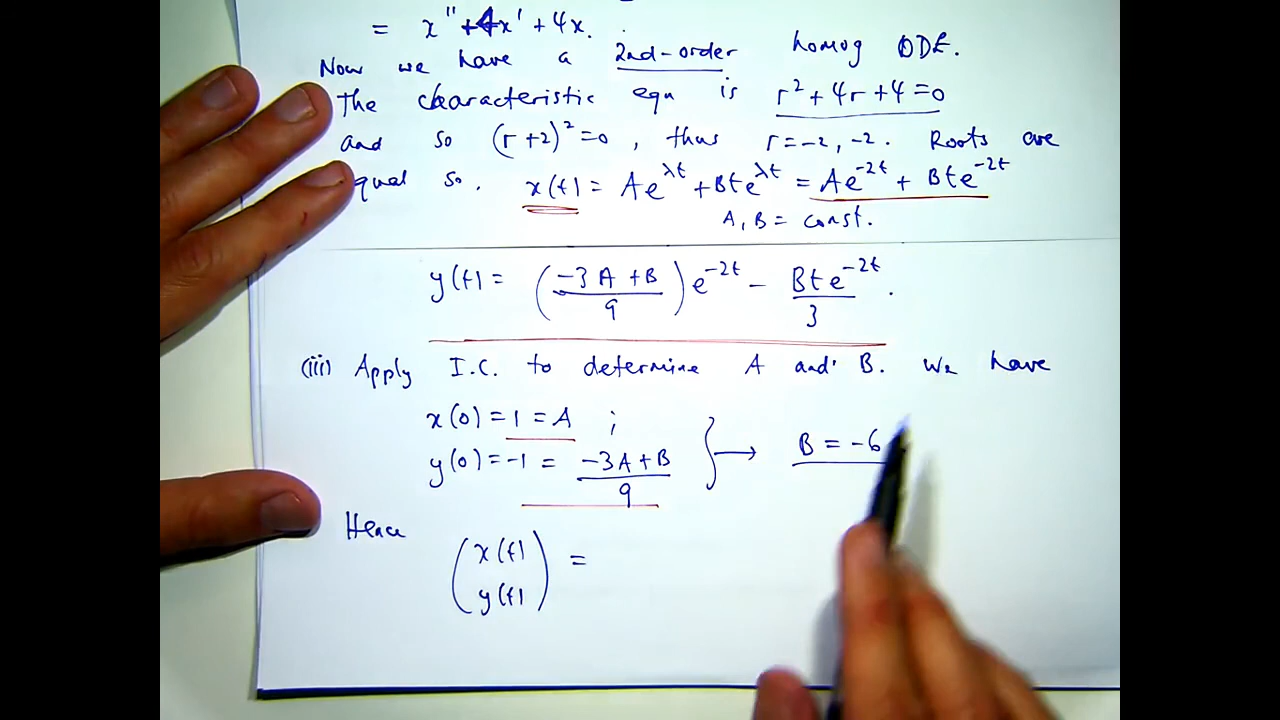 = x" + 4x' + 4x.
Now we have a 2nd-order homog ODE.
The characteristic eqn is r² + 4r + 4 = 0
and so (r + 2)² = 0 , thus r = -2, -2. Roots are
qual so. x(t) = Ae^{λt} + Bte^{λt} = Ae^{-2t} + Bte^{-2t}
A, B = const.
y(t) = ((-3A + B)/9) e^{-2t} - (Bte^{-2t})/3 .
(iii) Apply I.C. to determine A and B. We have
x(0) = 1 = A ;
y(0) = -1 = (-3A + B)/9 } → B = -6
Hence
(x(t) y(t)) =